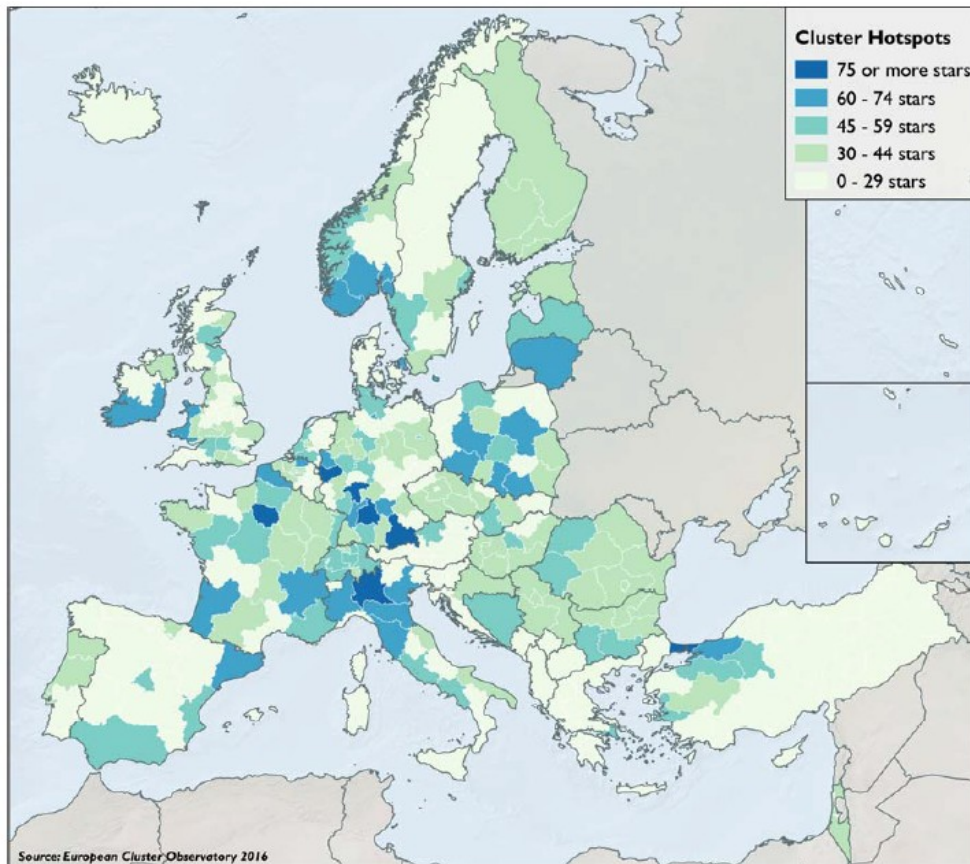 Cluster Hotspots
75 or more stars
60 - 74 stars
45 - 59 stars
30 - 44 stars
0 - 29 stars
Source: European Cluster Observatory 2016